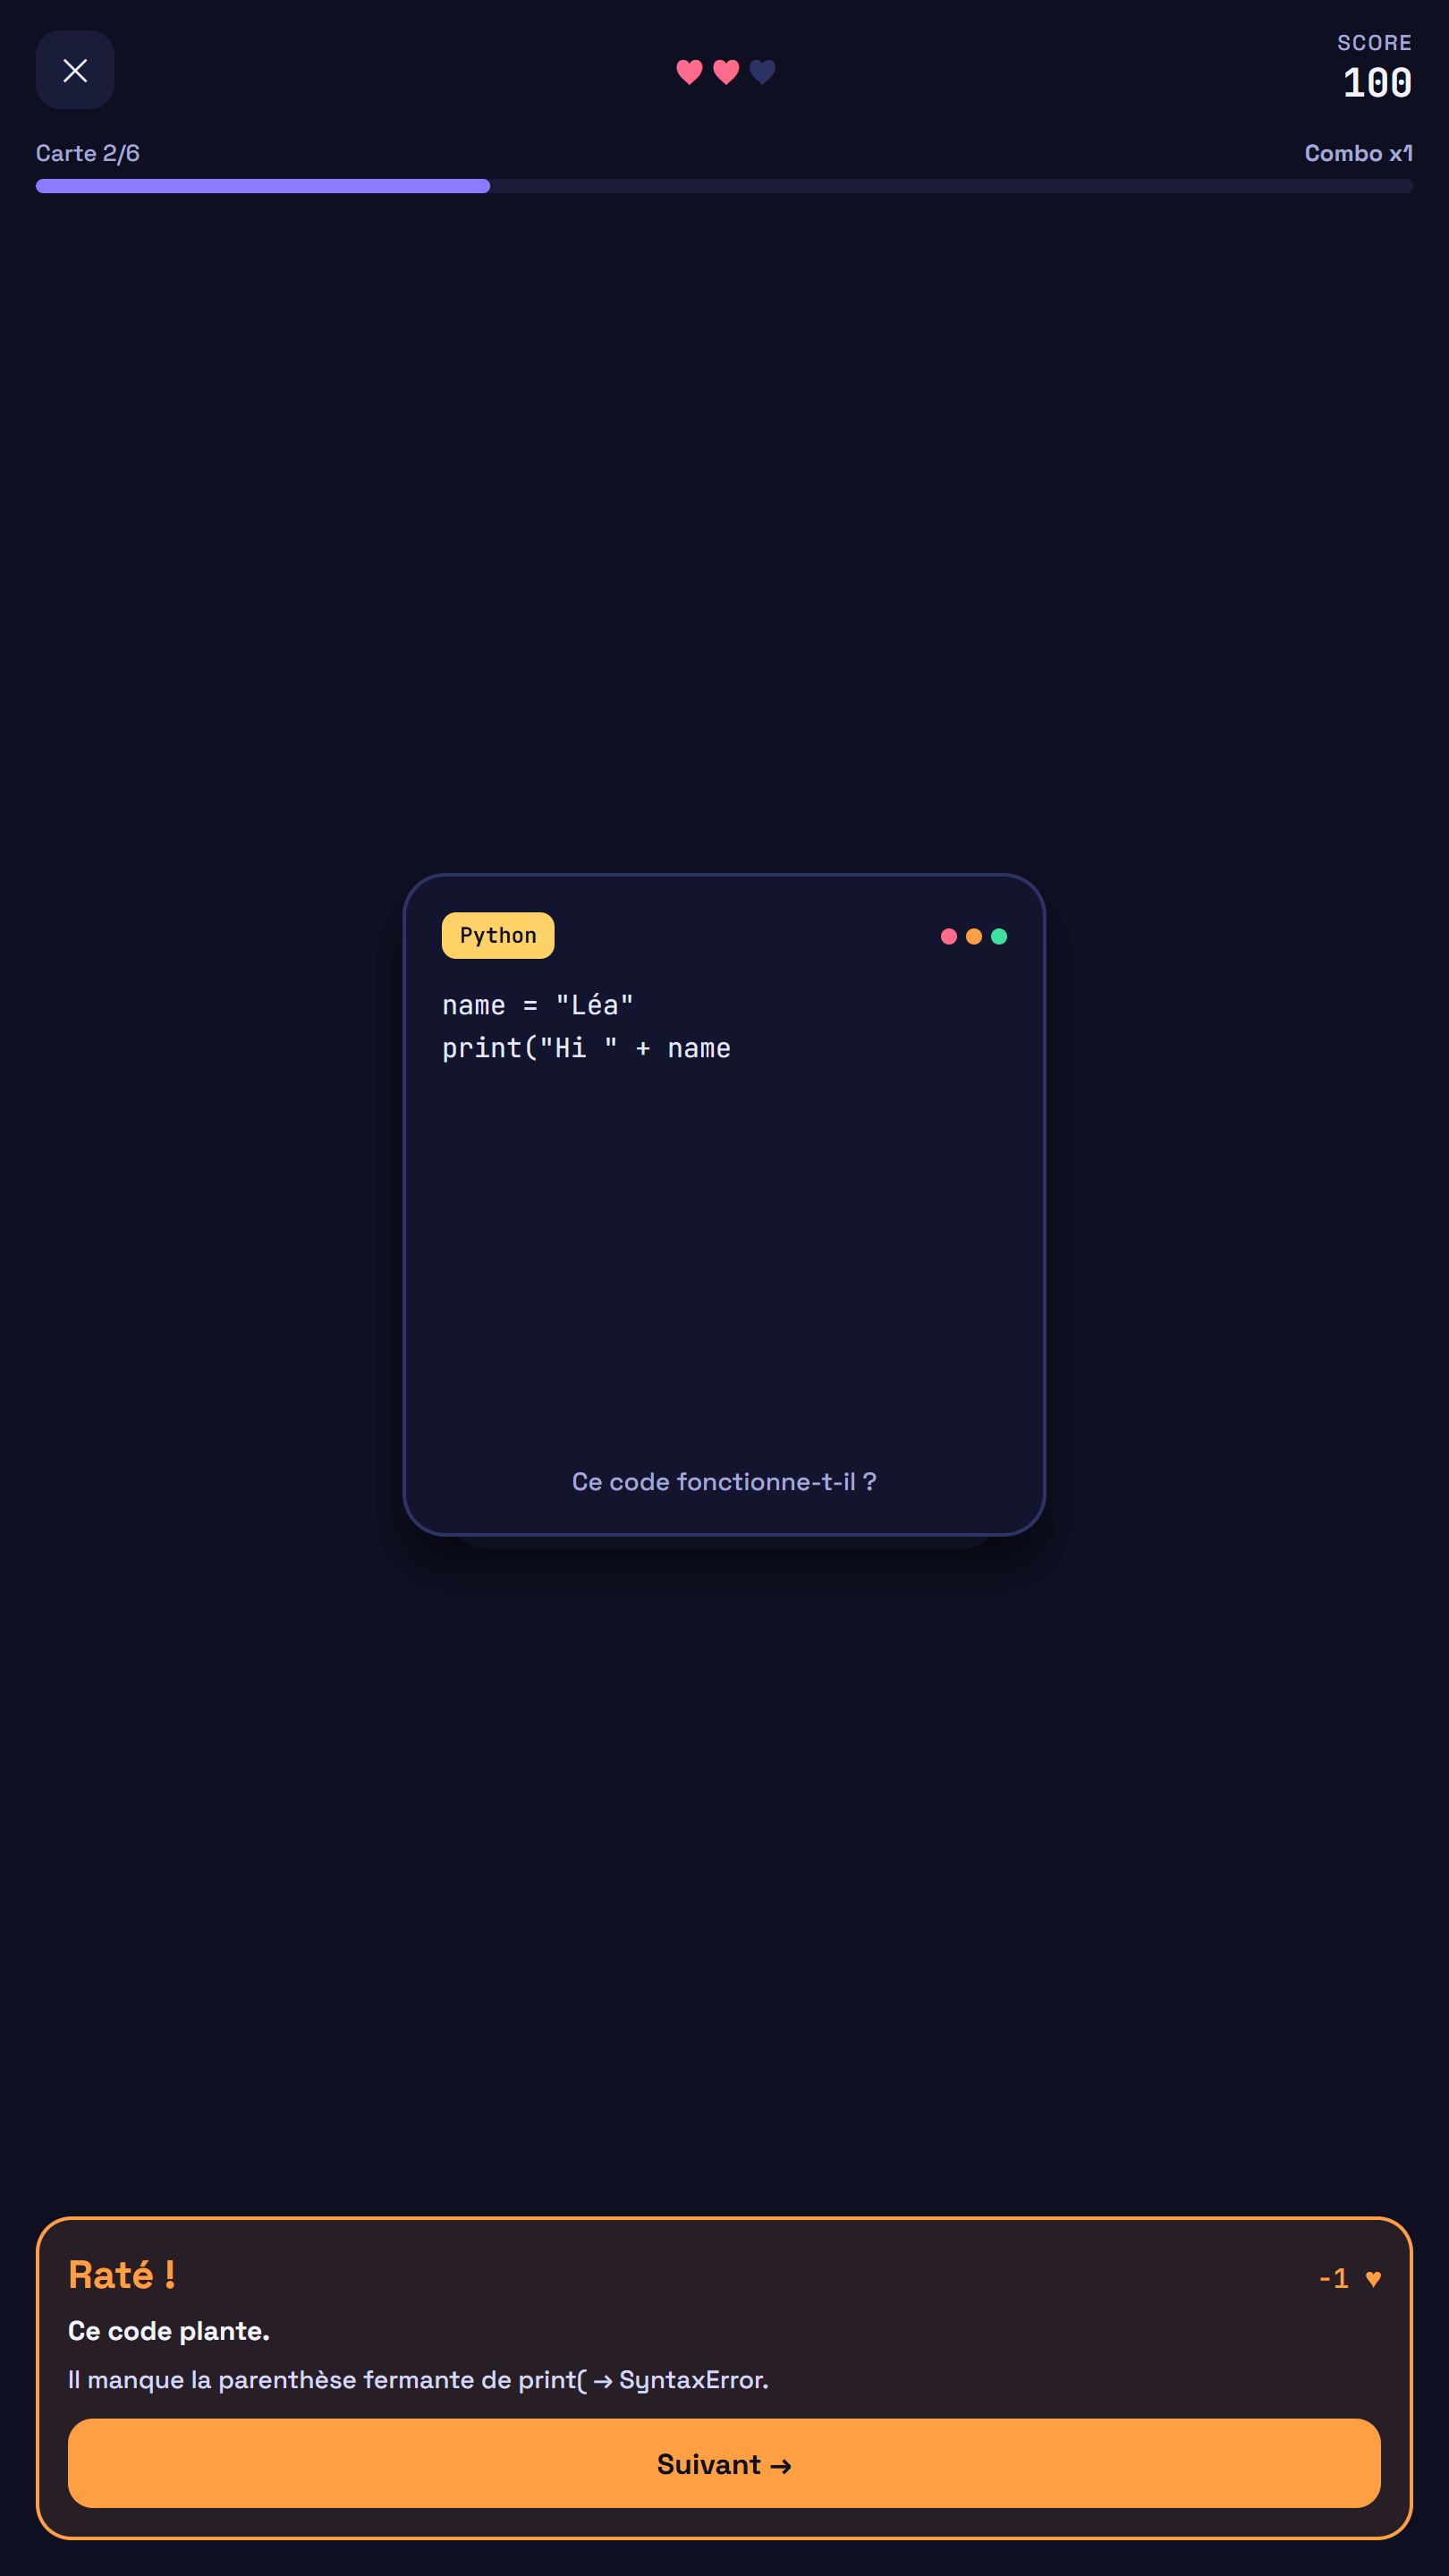 SCORE
100
Carte 2/6
Combo x1
Python
name = "Léa"
print("Hi " + name
Ce code fonctionne-t-il ?
Raté !
-1 ♥
Ce code plante.
Il manque la parenthèse fermante de print( → SyntaxError.
Suivant →